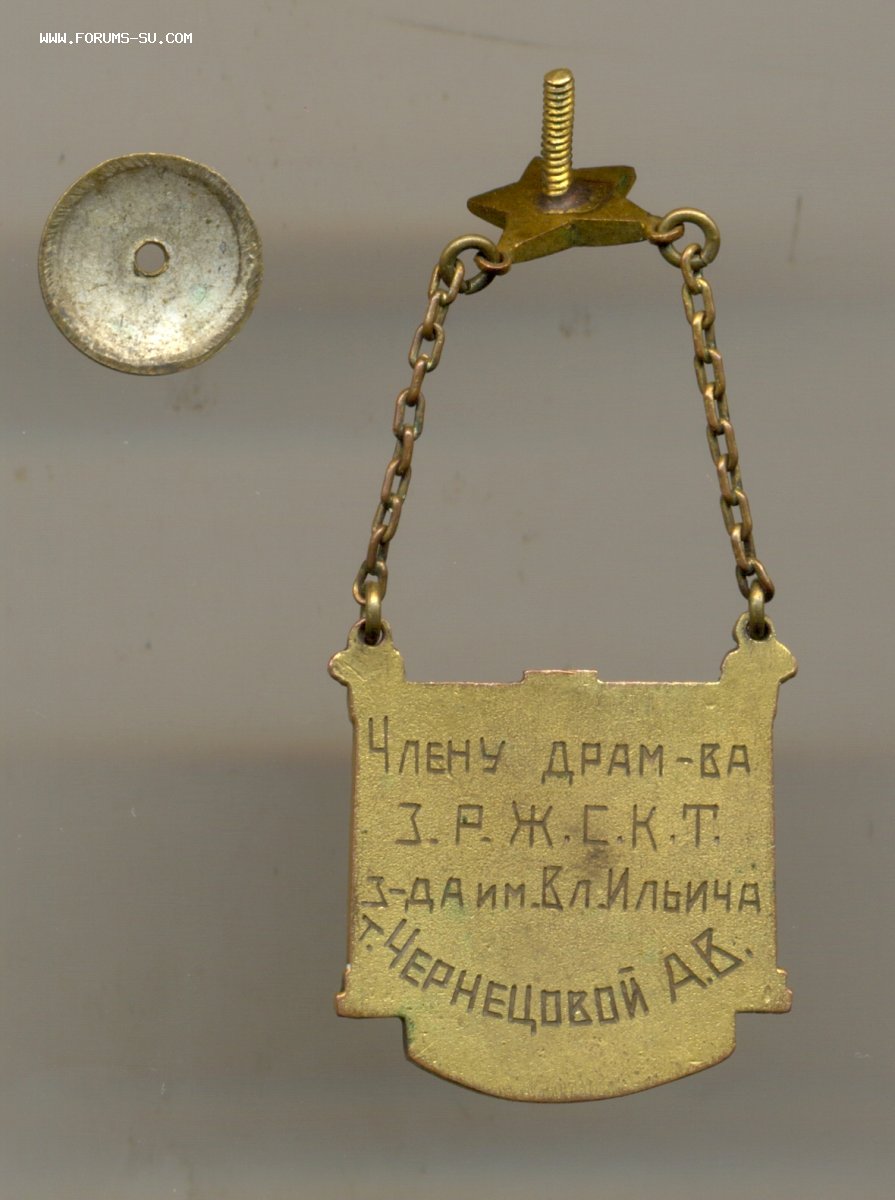 WWW.FORUMS-SU.COM
Члену драм-ва
З.Р.Ж.С.К.Т.
з-да им.Вл.Ильича
т.Чернецовой А.В.